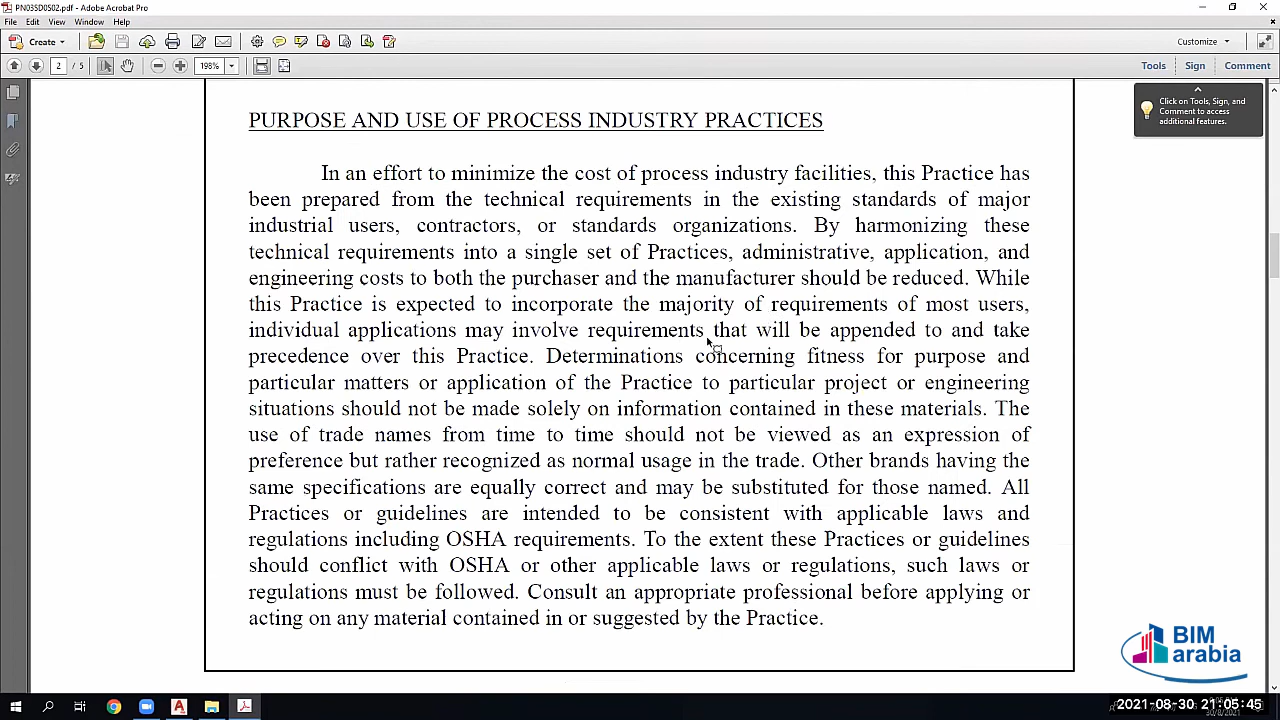 PN03SD0S02.pdf - Adobe Acrobat Pro
File Edit View Window Help
Create
Customize
2 / 5
198%
Tools Sign Comment
Click on Tools, Sign, and
Comment to access
additional features.
PURPOSE AND USE OF PROCESS INDUSTRY PRACTICES
In an effort to minimize the cost of process industry facilities, this Practice has
been prepared from the technical requirements in the existing standards of major
industrial users, contractors, or standards organizations. By harmonizing these
technical requirements into a single set of Practices, administrative, application, and
engineering costs to both the purchaser and the manufacturer should be reduced. While
this Practice is expected to incorporate the majority of requirements of most users,
individual applications may involve requirements that will be appended to and take
precedence over this Practice. Determinations concerning fitness for purpose and
particular matters or application of the Practice to particular project or engineering
situations should not be made solely on information contained in these materials. The
use of trade names from time to time should not be viewed as an expression of
preference but rather recognized as normal usage in the trade. Other brands having the
same specifications are equally correct and may be substituted for those named. All
Practices or guidelines are intended to be consistent with applicable laws and
regulations including OSHA requirements. To the extent these Practices or guidelines
should conflict with OSHA or other applicable laws or regulations, such laws or
regulations must be followed. Consult an appropriate professional before applying or
acting on any material contained in or suggested by the Practice.
BIM
arabia
2021-08-30 21:05:45